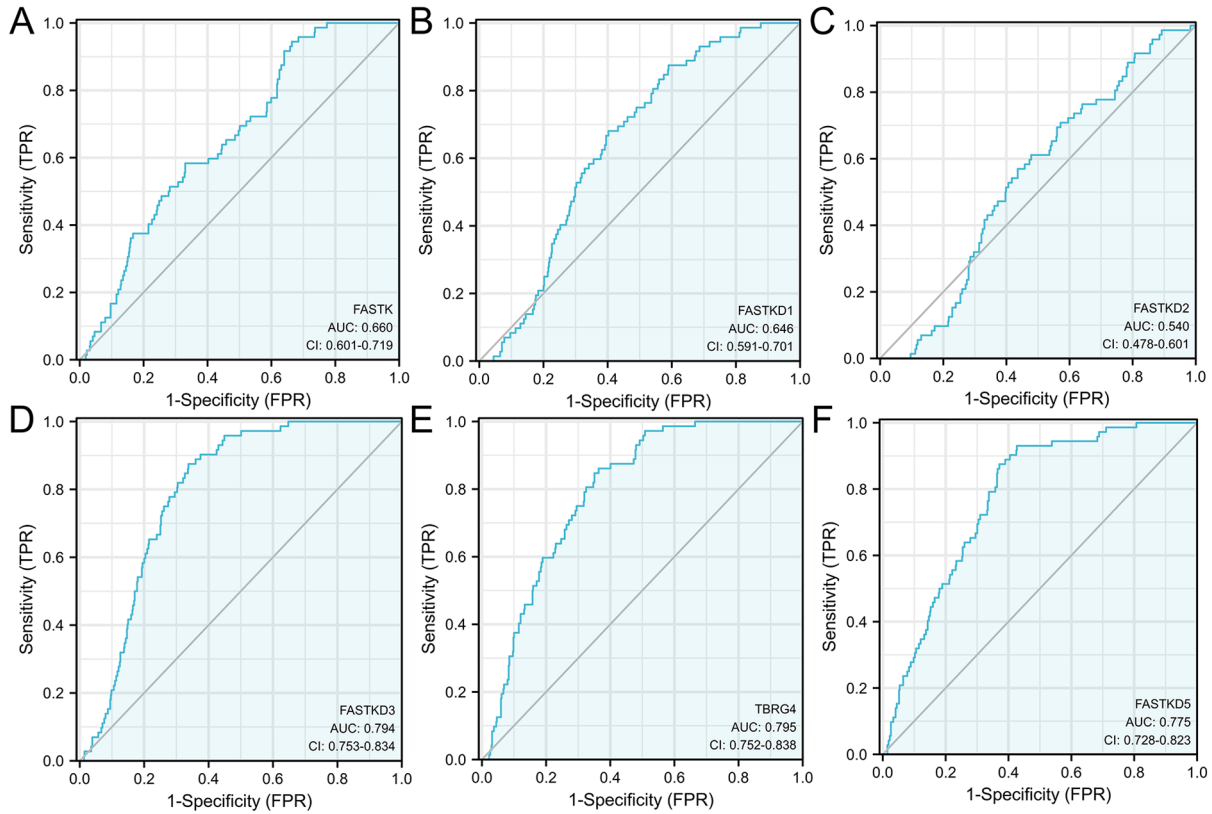 A
1.0
0.8
0.6
0.4
0.2
0.0
Sensitivity (TPR)
FASTK
AUC: 0.660
CI: 0.601-0.719
0.0 0.2 0.4 0.6 0.8 1.0
1-Specificity (FPR)
B
1.0
0.8
0.6
0.4
0.2
0.0
Sensitivity (TPR)
FASTKD1
AUC: 0.646
CI: 0.591-0.701
0.0 0.2 0.4 0.6 0.8 1.0
1-Specificity (FPR)
C
1.0
0.8
0.6
0.4
0.2
0.0
Sensitivity (TPR)
FASTKD2
AUC: 0.540
CI: 0.478-0.601
0.0 0.2 0.4 0.6 0.8 1.0
1-Specificity (FPR)
D
1.0
0.8
0.6
0.4
0.2
0.0
Sensitivity (TPR)
FASTKD3
AUC: 0.794
CI: 0.753-0.834
0.0 0.2 0.4 0.6 0.8 1.0
1-Specificity (FPR)
E
1.0
0.8
0.6
0.4
0.2
0.0
Sensitivity (TPR)
TBRG4
AUC: 0.795
CI: 0.752-0.838
0.0 0.2 0.4 0.6 0.8 1.0
1-Specificity (FPR)
F
1.0
0.8
0.6
0.4
0.2
0.0
Sensitivity (TPR)
FASTKD5
AUC: 0.775
CI: 0.728-0.823
0.0 0.2 0.4 0.6 0.8 1.0
1-Specificity (FPR)